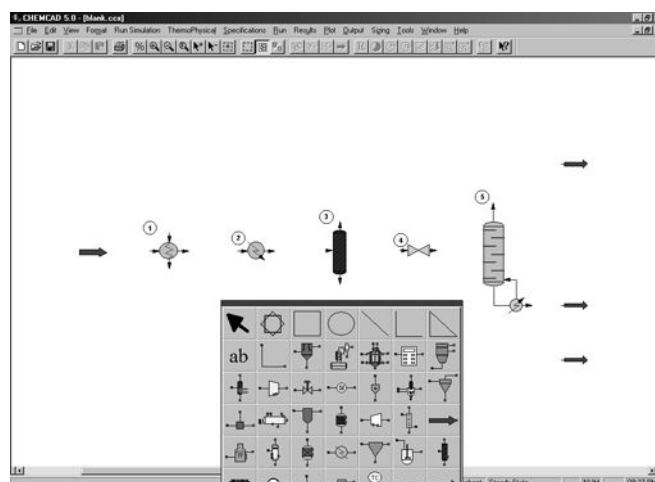 CHEMCAD 5.0 - [blank.ccx]
File Edit View Format Run Simulation ThermoPhysical Specifications Run Results Plot Output Sizing Tools Window Help
5
1
2
3
4
ab
TC